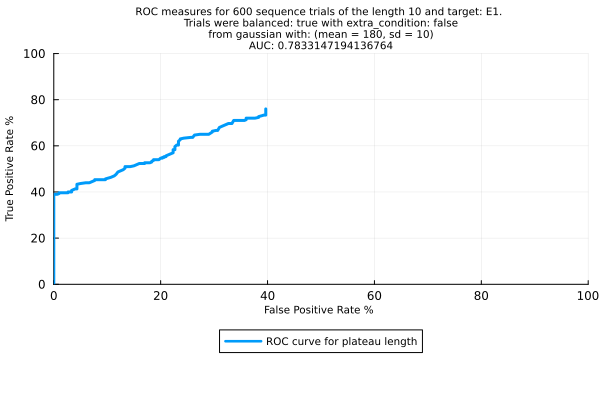 ROC measures for 600 sequence trials of the length 10 and target: E1.
Trials were balanced: true with extra_condition: false
from gaussian with: (mean = 180, sd = 10)
AUC: 0.7833147194136764
100
80
60
40
20
0
True Positive Rate %
0 20 40 60 80 100
False Positive Rate %
ROC curve for plateau length